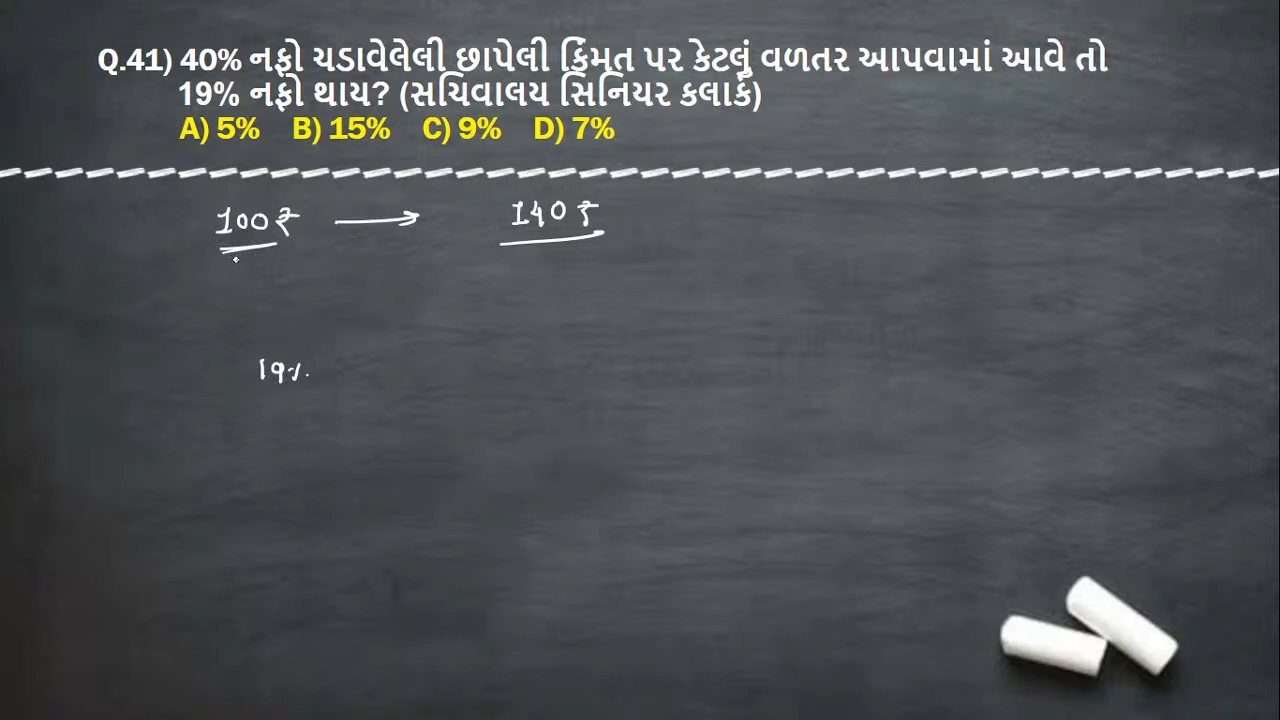 Q.41) 40% નફો ચડાવેલેલી છાપેલી કિંમત પર કેટલું વળતર આપવામાં આવે તો
19% નફો થાય? (સચિવાલય સિનિયર કલાર્ક)
A) 5% B) 15% C) 9% D) 7%
100₹ → 140₹
19%